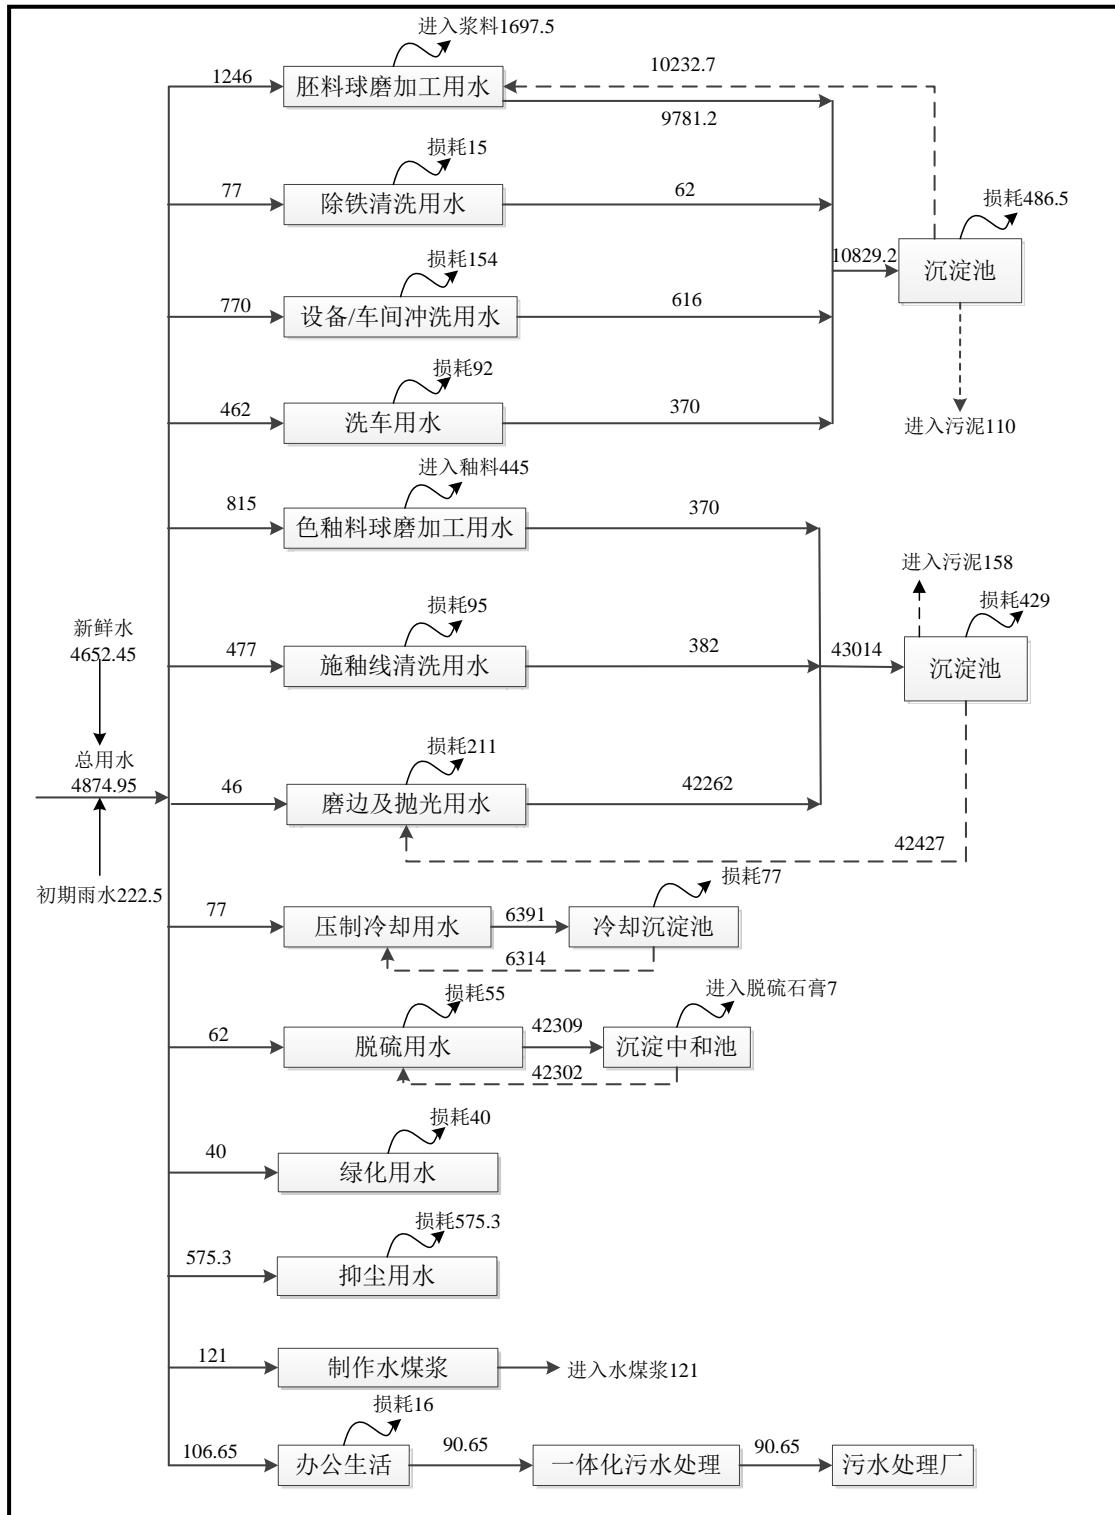 进入浆料1697.5
1246
胚料球磨加工用水
10232.7
9781.2
损耗15
77
除铁清洗用水
62
损耗486.5
10829.2
沉淀池
损耗154
770
设备/车间冲洗用水
616
损耗92
462
洗车用水
370
进入污泥110
进入釉料445
815
色釉料球磨加工用水
370
进入污泥158
损耗429
新鲜水
4652.45
损耗95
477
施釉线清洗用水
382
43014
沉淀池
总用水
4874.95
损耗211
46
磨边及抛光用水
42262
42427
初期雨水222.5
损耗77
77
压制冷却用水
6391
冷却沉淀池
6314
损耗55
进入脱硫石膏7
62
脱硫用水
42309
沉淀中和池
42302
损耗40
40
绿化用水
损耗575.3
575.3
抑尘用水
121
制作水煤浆
进入水煤浆121
损耗16
106.65
办公生活
90.65
一体化污水处理
90.65
污水处理厂